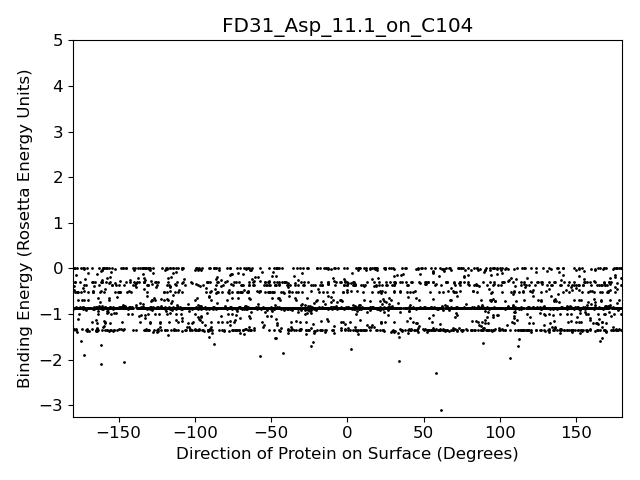 FD31_Asp_11.1_on_C104
5
4
3
2
1
0
−1
−2
−3
Binding Energy (Rosetta Energy Units)
−150 −100 −50 0 50 100 150
Direction of Protein on Surface (Degrees)